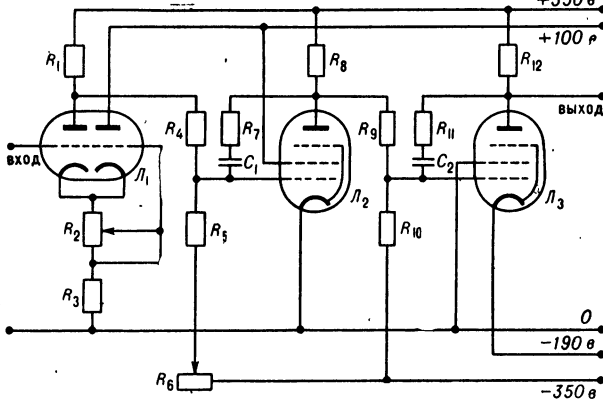 +350 в
+100 в
R₁
R₈
R₁₂
R₄
R₇
C₁
R₉
R₁₁
C₂
выход
вход
Л₁
Л₂
Л₃
R₂
R₅
R₁₀
R₃
0
−190 в
R₆
−350 в